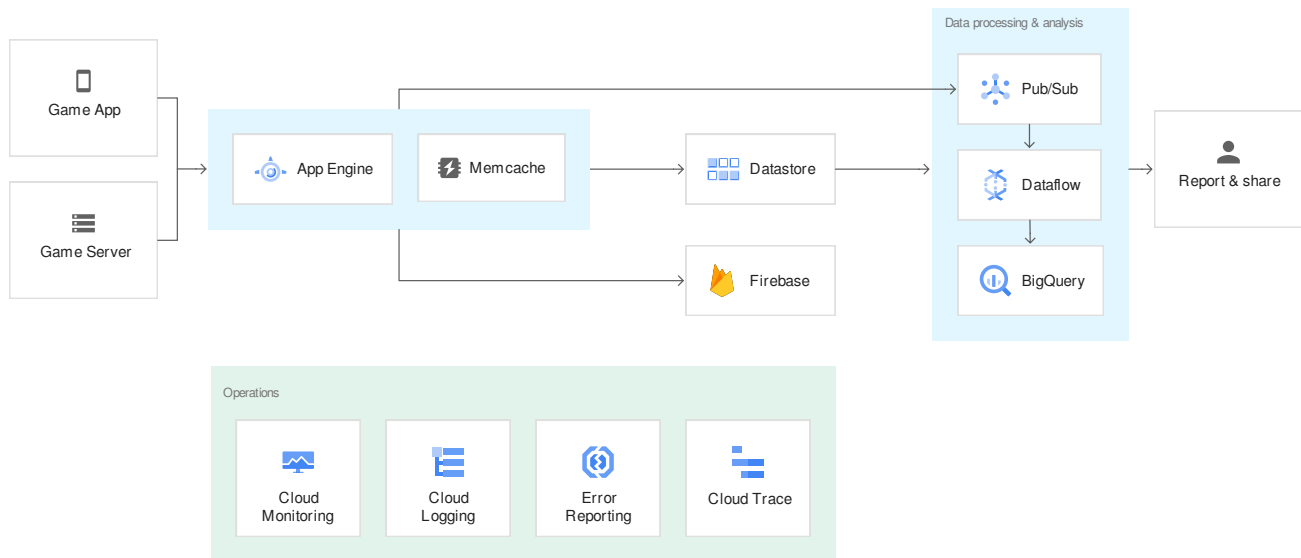 Data processing & analysis
Game App
Pub/Sub
App Engine
Memcache
Datastore
Dataflow
Report & share
Game Server
Firebase
BigQuery
Operations
Cloud
Monitoring
Cloud
Logging
Error
Reporting
Cloud Trace